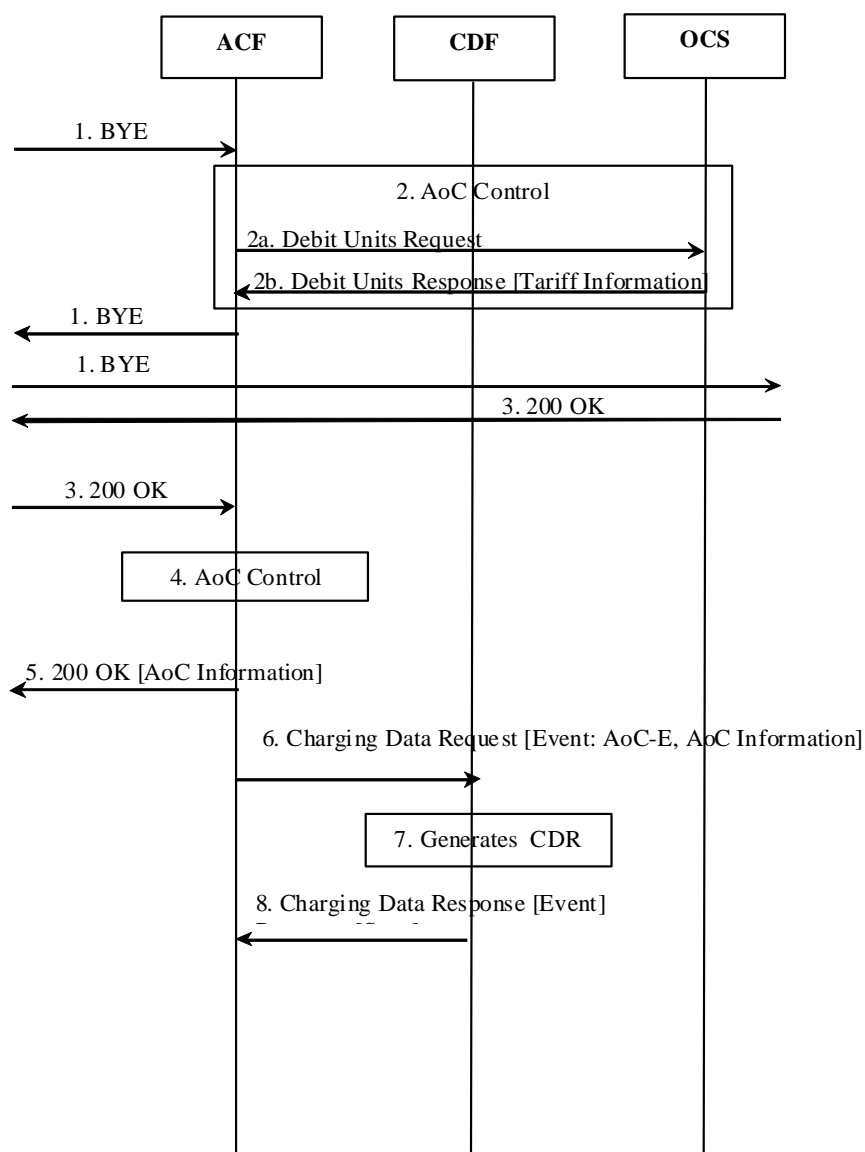 ACF
CDF
OCS
1. BYE
2. AoC Control
2a. Debit Units Request
2b. Debit Units Response [Tariff Information]
1. BYE
1. BYE
3. 200 OK
3. 200 OK
4. AoC Control
5. 200 OK [AoC Information]
6. Charging Data Request [Event: AoC-E, AoC Information]
7. Generates CDR
8. Charging Data Response [Event]